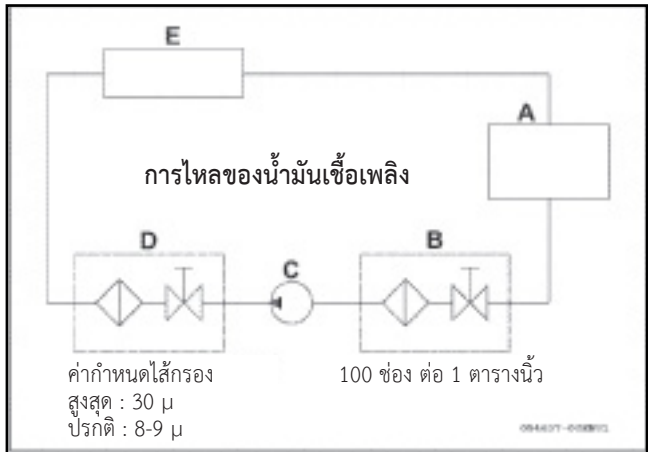 E
A
การไหลของน้ำมันเชื้อเพลิง
D
C
B
ค่ากำหนดไส้กรอง
สูงสุด : 30 μ
ปรกติ : 8-9 μ
100 ช่อง ต่อ 1 ตารางนิ้ว